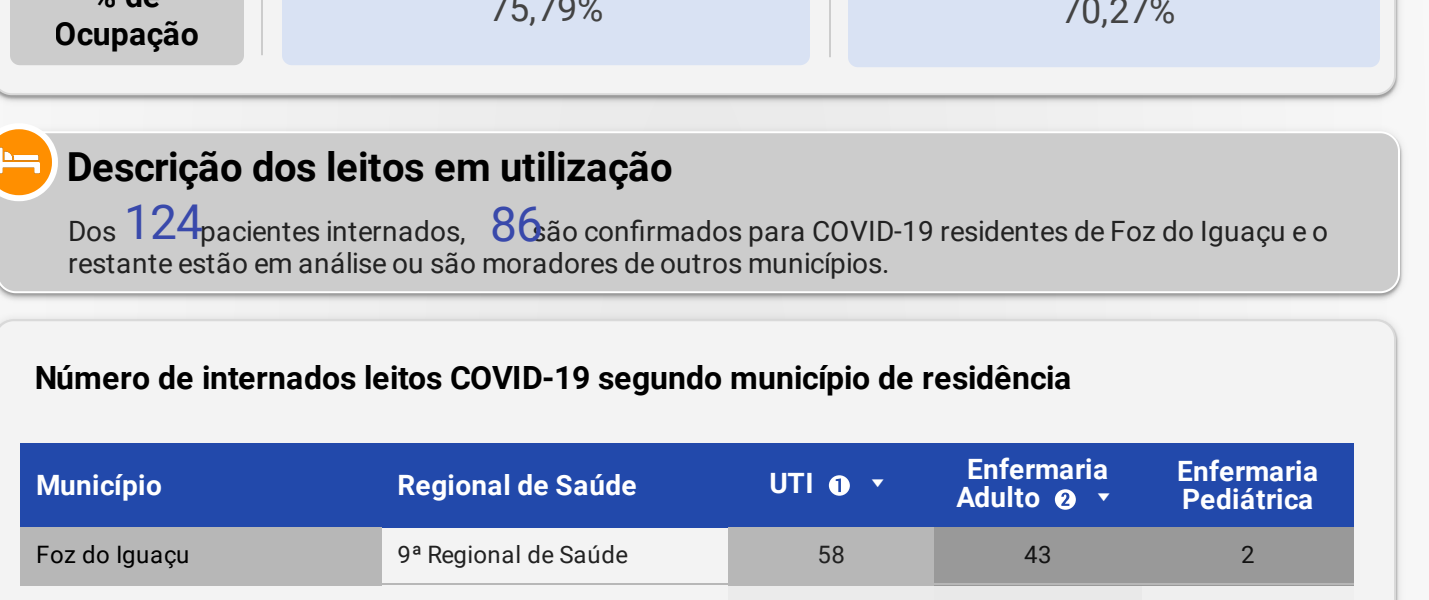 % de
Ocupação
75,79%
70,27%
Descrição dos leitos em utilização
Dos 124 pacientes internados, 86 são confirmados para COVID-19 residentes de Foz do Iguaçu e o
restante estão em análise ou são moradores de outros municípios.
Número de internados leitos COVID-19 segundo município de residência
Município
Regional de Saúde
UTI ❶ ▼
Enfermaria
Adulto ❷ ▼
Enfermaria
Pediátrica
Foz do Iguaçu
9ª Regional de Saúde
58
43
2